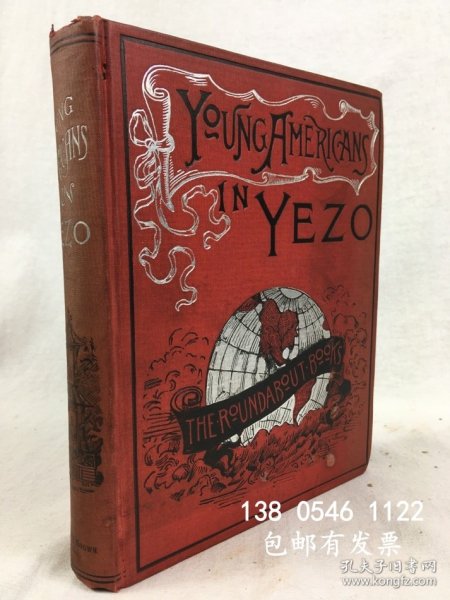 YOUNG AMERICANS
IN YEZO
THE ROUNDABOUT BOOKS
YEZO
138 0546 1122
包邮有发票
孔夫子旧书网
www.kongfz.com